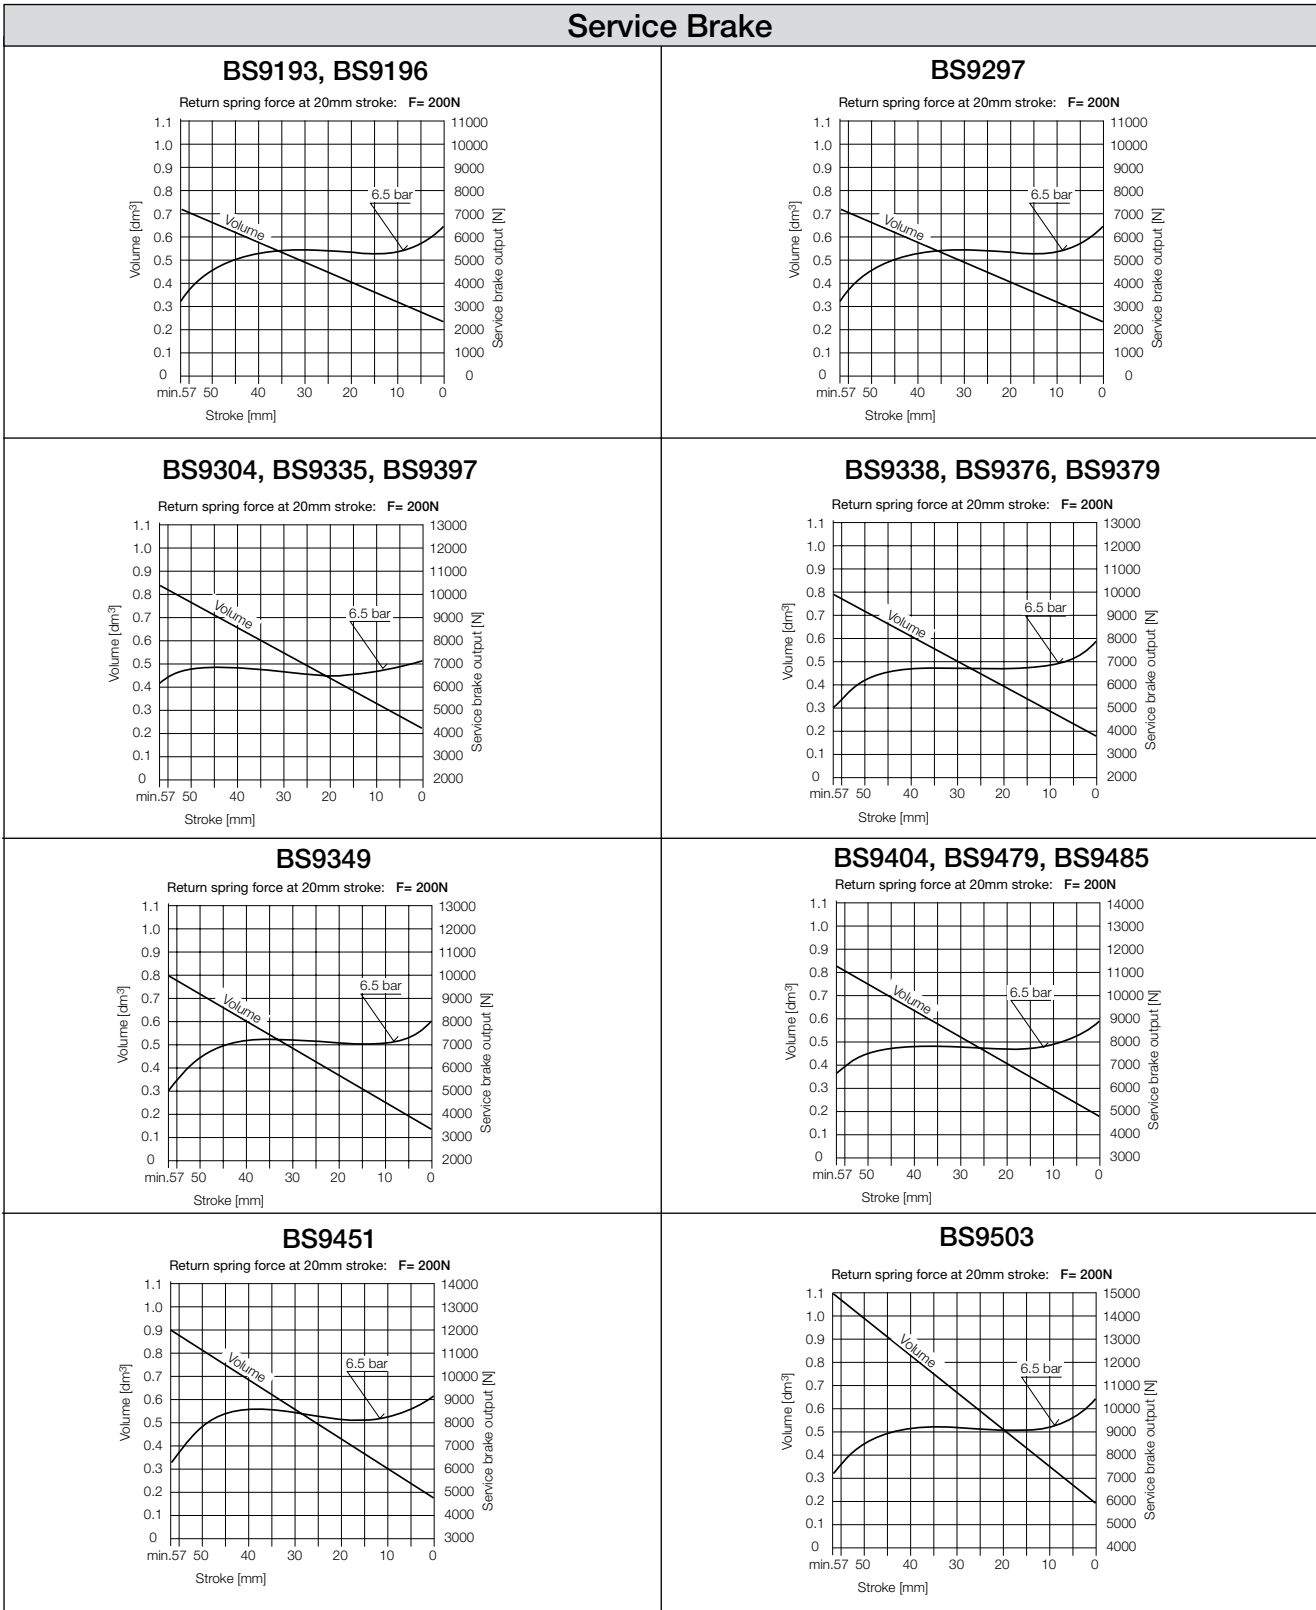 Service Brake
BS9193, BS9196
Return spring force at 20mm stroke: F= 200N
1.1
1.0
0.9
0.8
0.7
0.6
0.5
0.4
0.3
0.2
0.1
0
Volume [dm³]
Volume
6.5 bar
11000
10000
9000
8000
7000
6000
5000
4000
3000
2000
1000
0
Service brake output [N]
min.57 50 40 30 20 10 0
Stroke [mm]
BS9297
Return spring force at 20mm stroke: F= 200N
1.1
1.0
0.9
0.8
0.7
0.6
0.5
0.4
0.3
0.2
0.1
0
Volume [dm³]
Volume
6.5 bar
11000
10000
9000
8000
7000
6000
5000
4000
3000
2000
1000
0
Service brake output [N]
min.57 50 40 30 20 10 0
Stroke [mm]
BS9304, BS9335, BS9397
Return spring force at 20mm stroke: F= 200N
1.1
1.0
0.9
0.8
0.7
0.6
0.5
0.4
0.3
0.2
0.1
0
Volume [dm³]
Volume
6.5 bar
13000
12000
11000
10000
9000
8000
7000
6000
5000
4000
3000
2000
Service brake output [N]
min.57 50 40 30 20 10 0
Stroke [mm]
BS9338, BS9376, BS9379
Return spring force at 20mm stroke: F= 200N
1.1
1.0
0.9
0.8
0.7
0.6
0.5
0.4
0.3
0.2
0.1
0
Volume [dm³]
Volume
6.5 bar
13000
12000
11000
10000
9000
8000
7000
6000
5000
4000
3000
2000
Service brake output [N]
min.57 50 40 30 20 10 0
Stroke [mm]
BS9349
Return spring force at 20mm stroke: F= 200N
1.1
1.0
0.9
0.8
0.7
0.6
0.5
0.4
0.3
0.2
0.1
0
Volume [dm³]
Volume
6.5 bar
13000
12000
11000
10000
9000
8000
7000
6000
5000
4000
3000
2000
Service brake output [N]
min.57 50 40 30 20 10 0
Stroke [mm]
BS9404, BS9479, BS9485
Return spring force at 20mm stroke: F= 200N
1.1
1.0
0.9
0.8
0.7
0.6
0.5
0.4
0.3
0.2
0.1
0
Volume [dm³]
Volume
6.5 bar
14000
13000
12000
11000
10000
9000
8000
7000
6000
5000
4000
3000
Service brake output [N]
min.57 50 40 30 20 10 0
Stroke [mm]
BS9451
Return spring force at 20mm stroke: F= 200N
1.1
1.0
0.9
0.8
0.7
0.6
0.5
0.4
0.3
0.2
0.1
0
Volume [dm³]
Volume
6.5 bar
14000
13000
12000
11000
10000
9000
8000
7000
6000
5000
4000
3000
Service brake output [N]
min.57 50 40 30 20 10 0
Stroke [mm]
BS9503
Return spring force at 20mm stroke: F= 200N
1.1
1.0
0.9
0.8
0.7
0.6
0.5
0.4
0.3
0.2
0.1
0
Volume [dm³]
Volume
6.5 bar
15000
14000
13000
12000
11000
10000
9000
8000
7000
6000
5000
4000
Service brake output [N]
min.57 50 40 30 20 10 0
Stroke [mm]